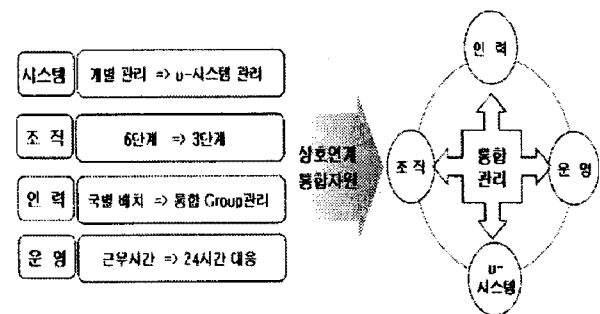 시스템 개별 관리 => u-시스템 관리
조 직 6단계 => 3단계
인 력 국별 배치 => 통합 Group관리
운 영 근무시간 => 24시간 대응
상호연계
통합자원
인 력
조 직
통합
관리
운 영
u-
시스템